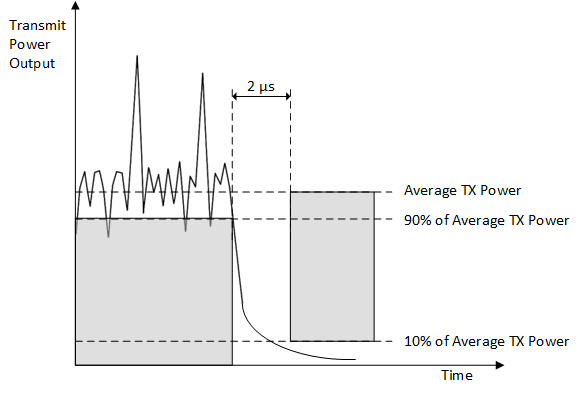 Transmit
Power
Output
2 µs
Average TX Power
90% of Average TX Power
10% of Average TX Power
Time